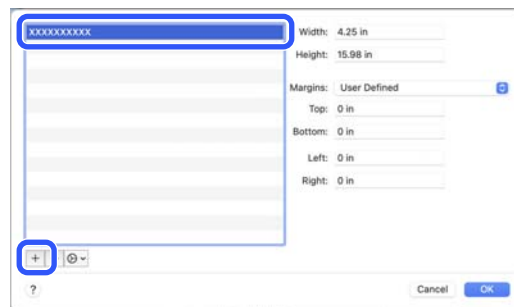 XXXXXXXXXX
Width: 4.25 in
Height: 15.98 in
Margins: User Defined
Top: 0 in
Bottom: 0 in
Left: 0 in
Right: 0 in
+
?
Cancel OK